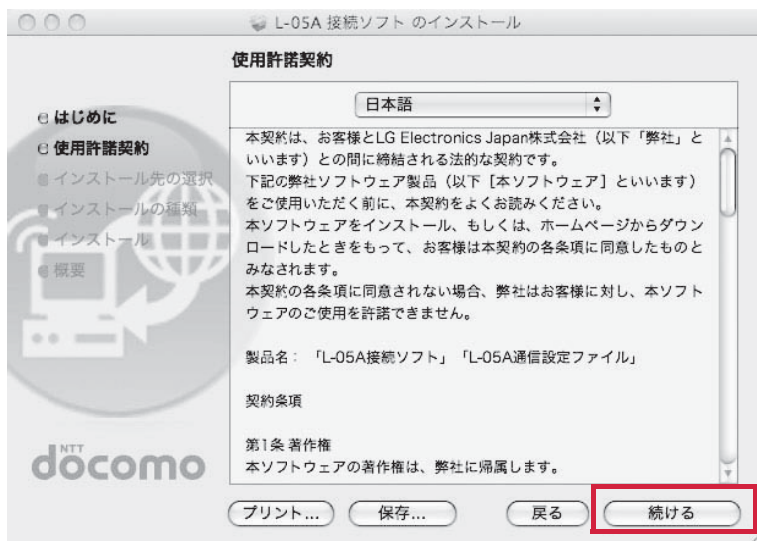 L-05A 接続ソフト のインストール
使用許諾契約
はじめに
使用許諾契約
インストール先の選択
インストールの種類
インストール
概要
NTT
döcomo
日本語
本契約は、お客様とLG Electronics Japan株式会社（以下「弊社」と
いいます）との間に締結される法的な契約です。
下記の弊社ソフトウェア製品（以下［本ソフトウェア］といいます）
をご使用いただく前に、本契約をよくお読みください。
本ソフトウェアをインストール、もしくは、ホームページからダウン
ロードしたときをもって、お客様は本契約の各条項に同意したものと
みなされます。
本契約の各条項に同意されない場合、弊社はお客様に対し、本ソフト
ウェアのご使用を許諾できません。
製品名：「L-05A接続ソフト」「L-05A通信設定ファイル」
契約条項
第1条 著作権
本ソフトウェアの著作権は、弊社に帰属します。
プリント... 保存... 戻る 続ける